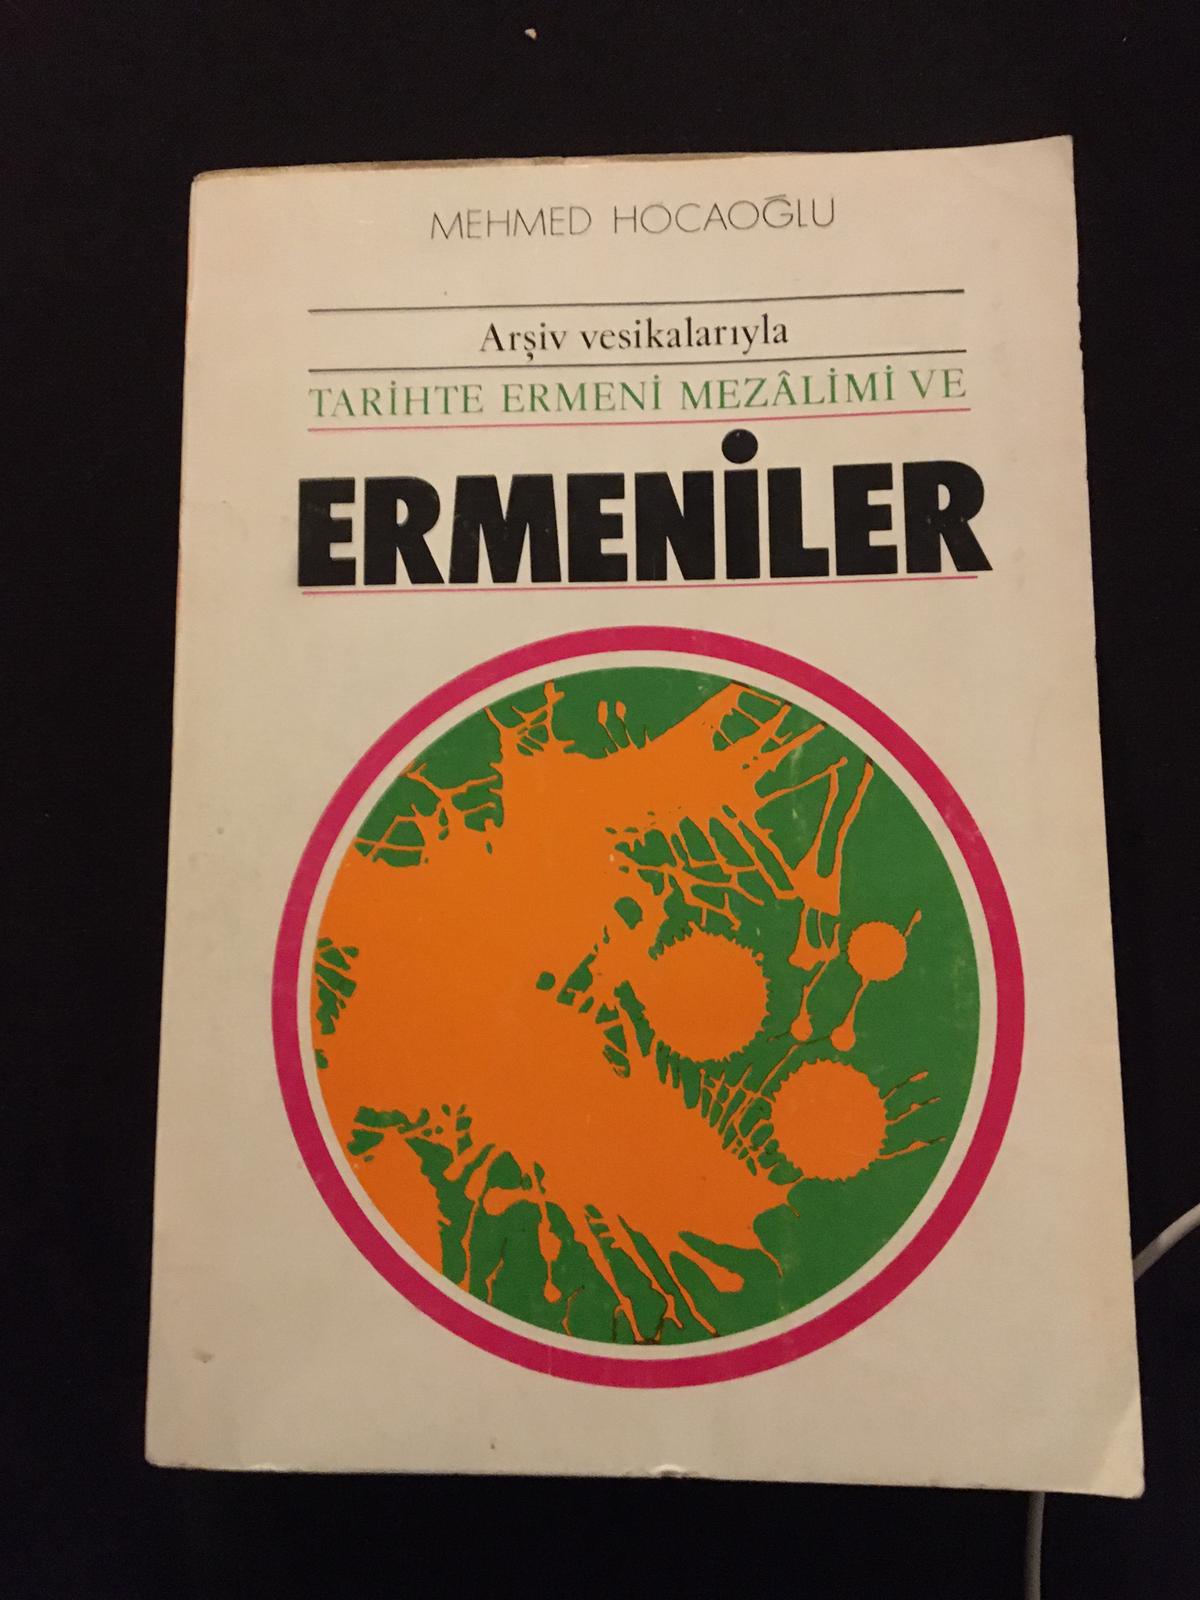 MEHMED HOCAOĞLU
Arşiv vesikalarıyla
TARİHTE ERMENİ MEZÂLİMİ VE
ERMENİLER